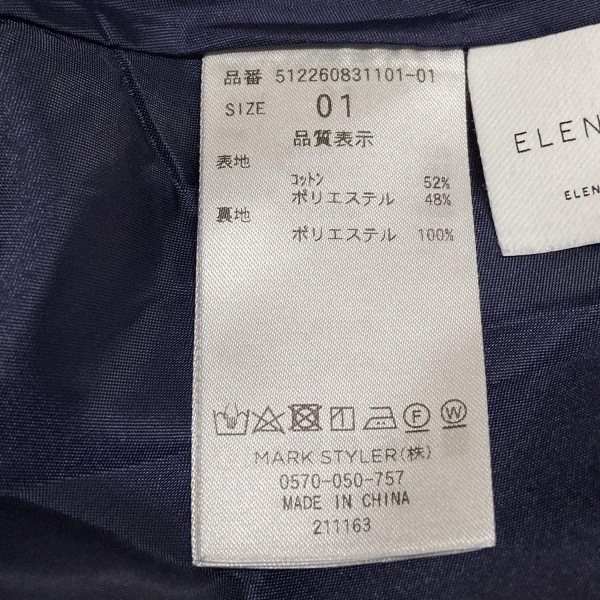 品番 512260831101-01
SIZE 01
品質表示
表地
ｺｯﾄﾝ 52%
ポリエステル 48%
裏地
ポリエステル 100%
F W
MARK STYLER(株)
0570-050-757
MADE IN CHINA
211163
ELEN
ELEN